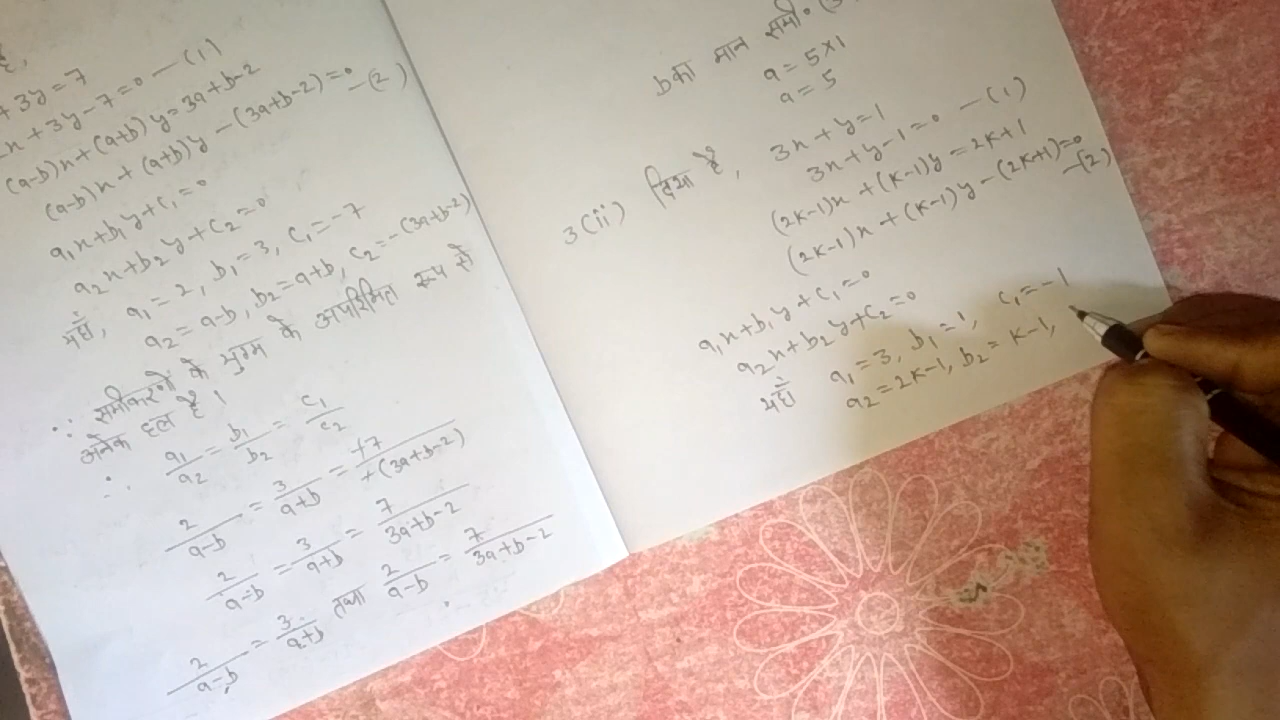 है,
+ 3y = 7
2x + 3y - 7 = 0 — (1)
(a-b)x + (a+b)y = 3a+b-2
(a-b)x + (a+b)y - (3a+b-2) = 0 — (2)
a₁x + b₁y + c₁ = 0
a₂x + b₂y + c₂ = 0
यहाँ, a₁ = 2, b₁ = 3, c₁ = -7
a₂ = a-b, b₂ = a+b, c₂ = -(3a+b-2)
∵ समीकरणों के युग्म के अपरिमित रूप से
अनेक हल है।
∴ a₁/a₂ = b₁/b₂ = c₁/c₂
2/(a-b) = 3/(a+b) = +7/+(3a+b-2)
2/(a-b) = 3/(a+b) = 7/(3a+b-2)
2/(a-b) = 3/(a+b) तथा 2/(a-b) = 7/(3a+b-2)
b का मान समी॰ (3
a = 5×1
a = 5
3(ii) दिया है, 3x + y = 1
3x + y - 1 = 0 — (1)
(2k-1)x + (k-1)y = 2k+1
(2k-1)x + (k-1)y - (2k+1) = 0 — (2)
a₁x + b₁y + c₁ = 0
a₂x + b₂y + c₂ = 0
यहाँ a₁ = 3, b₁ = 1, c₁ = -1
a₂ = 2k-1, b₂ = k-1,